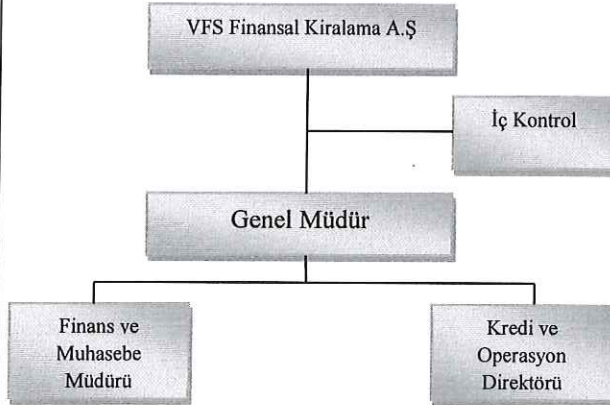 VFS Finansal Kiralama A.Ş
İç Kontrol
Genel Müdür
Finans ve
Muhasebe
Müdürü
Kredi ve
Operasyon
Direktörü